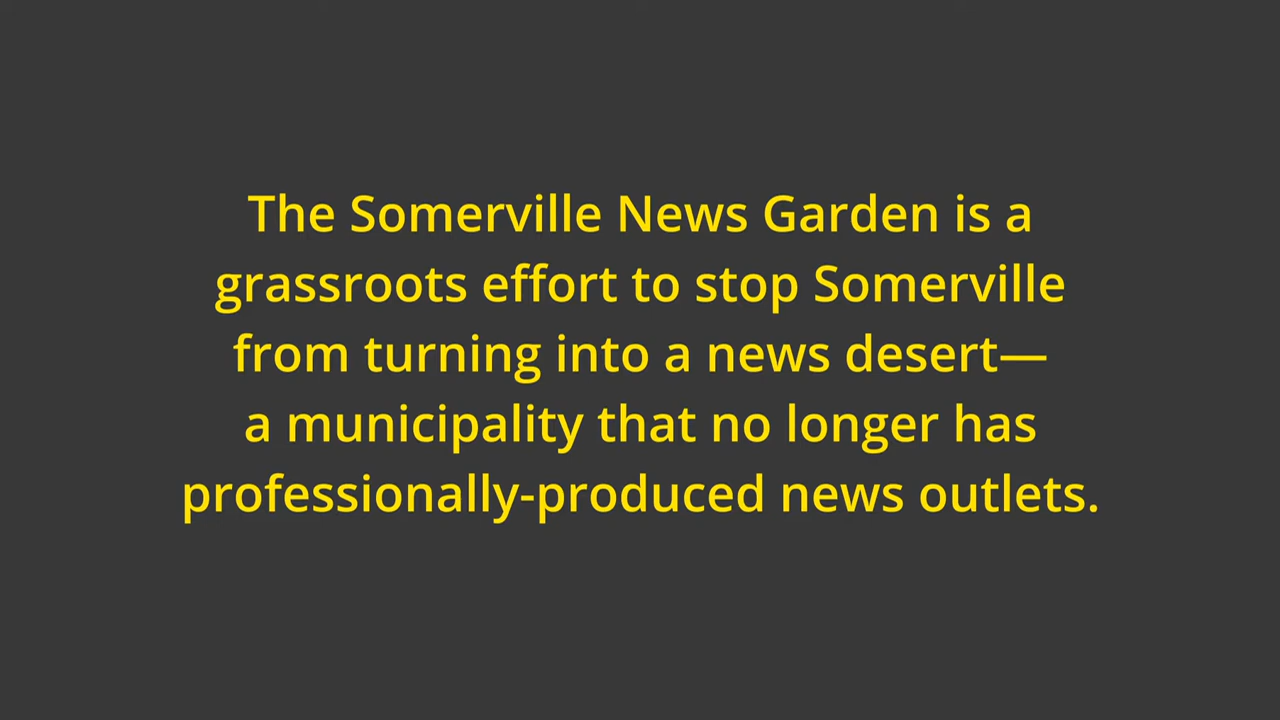 The Somerville News Garden is a
grassroots effort to stop Somerville
from turning into a news desert—
a municipality that no longer has
professionally-produced news outlets.